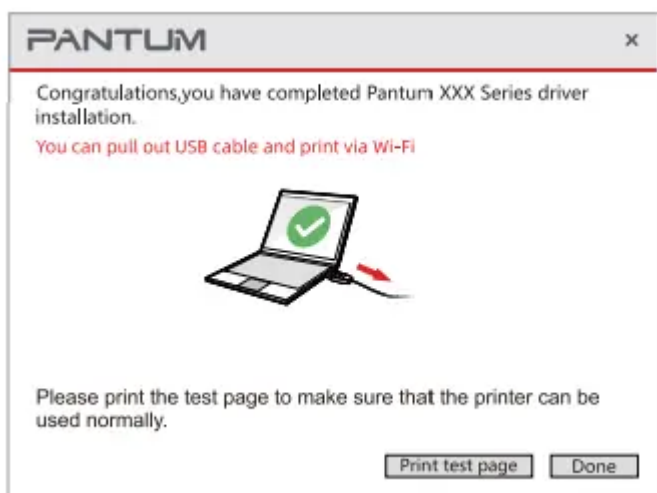 PANTUM
Congratulations,you have completed Pantum XXX Series driver
installation.
You can pull out USB cable and print via Wi-Fi
Please print the test page to make sure that the printer can be
used normally.
Print test page Done